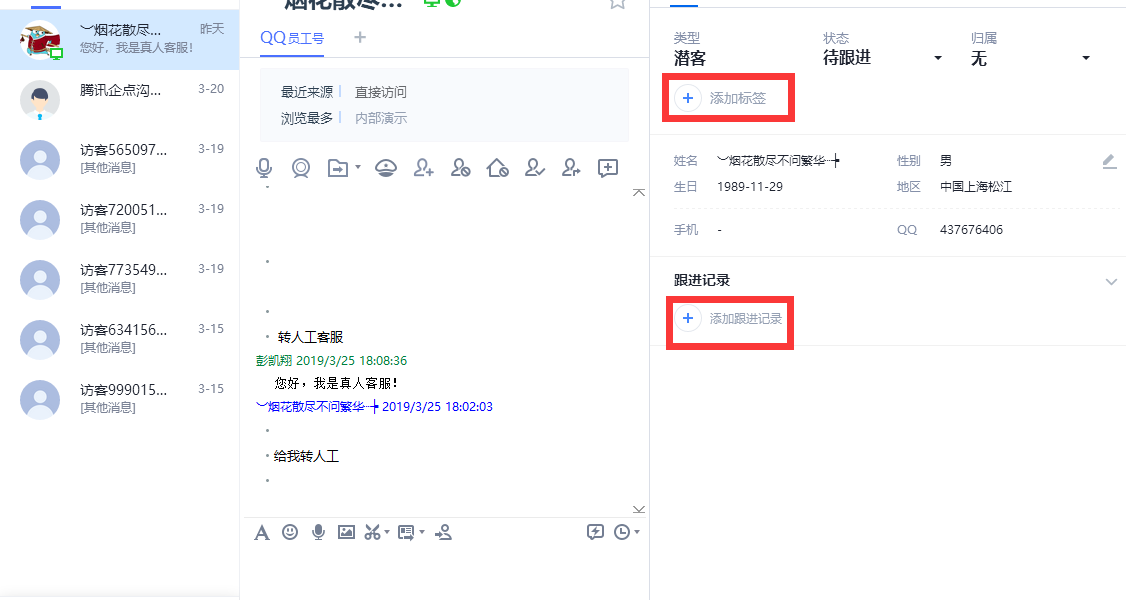 ︶烟花散尽...
昨天
您好，我是真人客服!
腾讯企点沟...
3-20
访客565097...
3-19
[其他消息]
访客720051...
3-19
[其他消息]
访客773549...
3-19
[其他消息]
访客634156...
3-15
[其他消息]
访客999015...
3-15
[其他消息]
烟花散尽...
QQ员工号
最近来源
直接访问
浏览最多
内部演示
转人工客服
彭凯翔 2019/3/25 18:08:36
您好，我是真人客服!
︶烟花散尽不问繁华 2019/3/25 18:02:03
给我转人工
类型
状态
归属
潜客
待跟进
无
添加标签
姓名
︶烟花散尽不问繁华
性别
男
生日
1989-11-29
地区
中国上海松江
手机
-
QQ
437676406
跟进记录
添加跟进记录